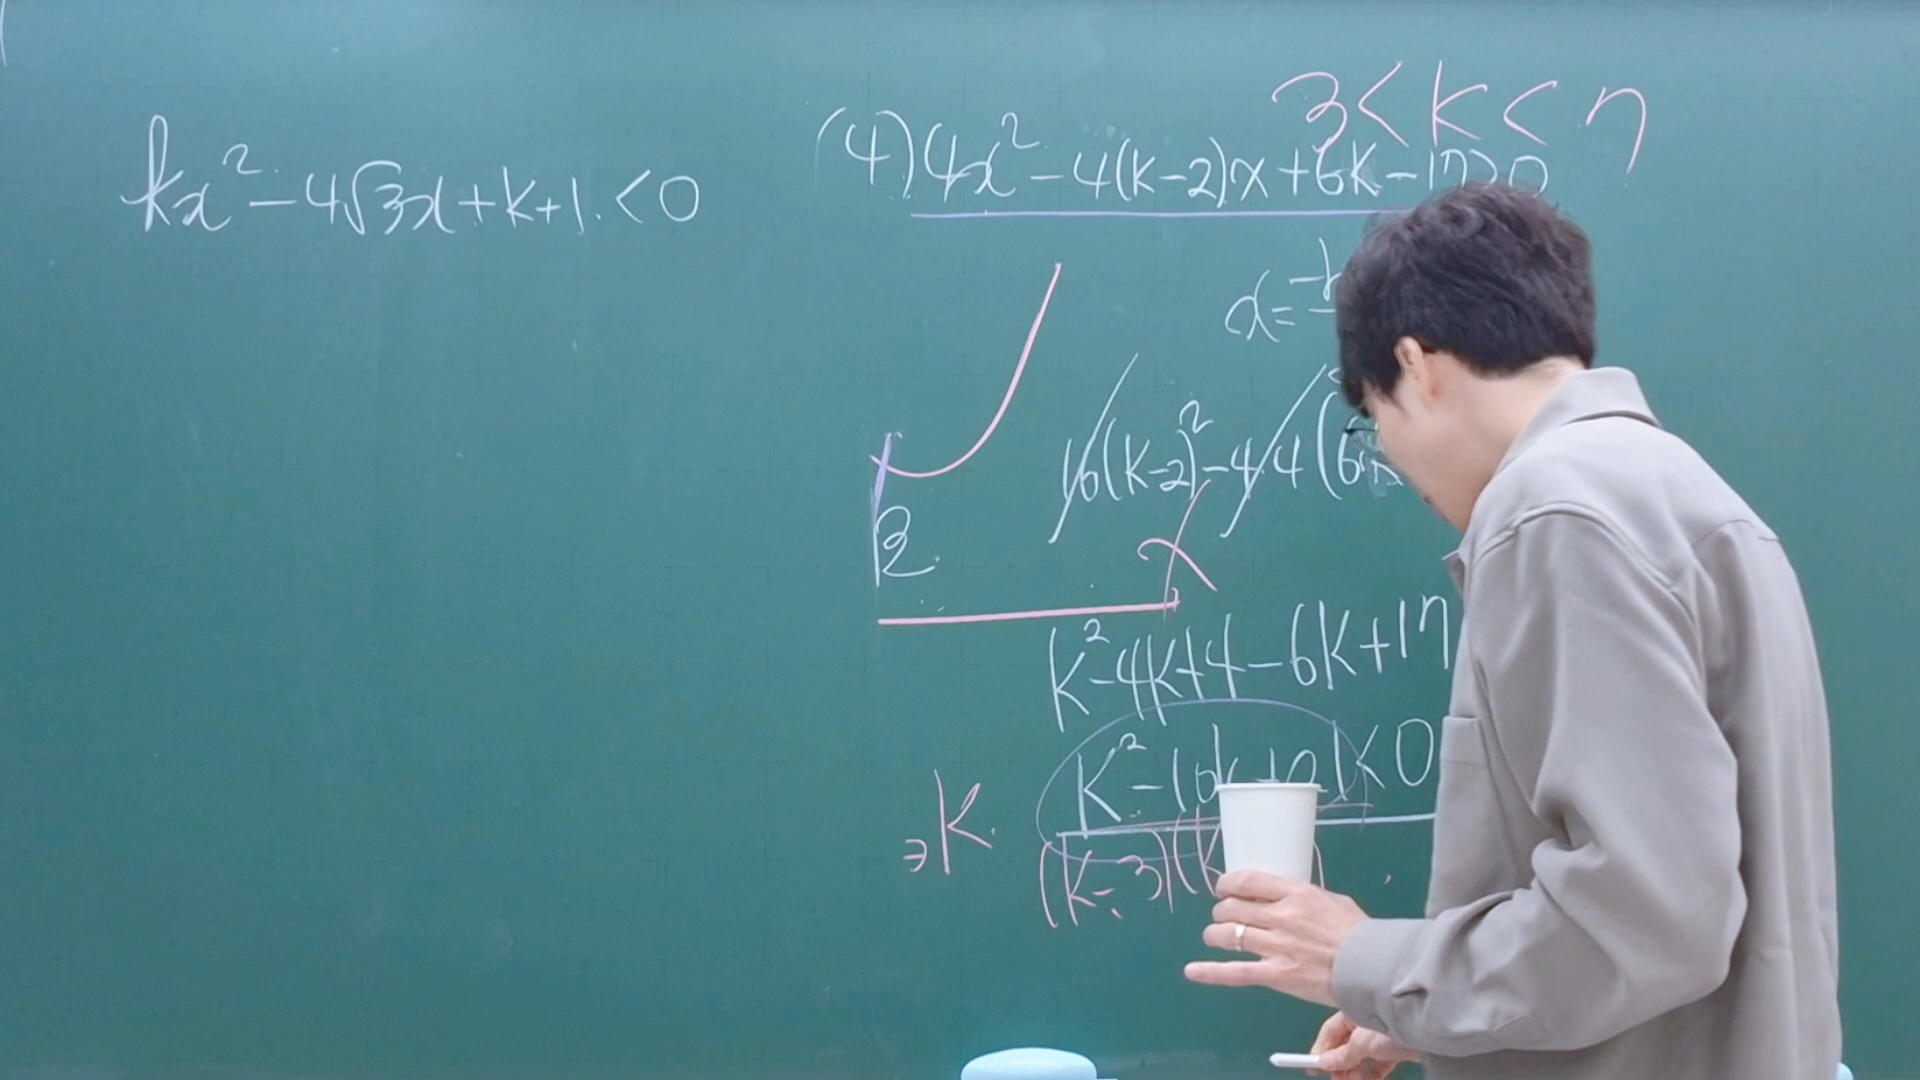 kx² - 4√3x + k + 1 < 0
3 < k < 7
(4) 4x² - 4(k-2)x + 6k - 17 > 0
16(k-2)² - 4·4(6k
2
k² - 4k + 4 - 6k + 17
k² - 10k + 21 < 0
k.
(k-3)(k